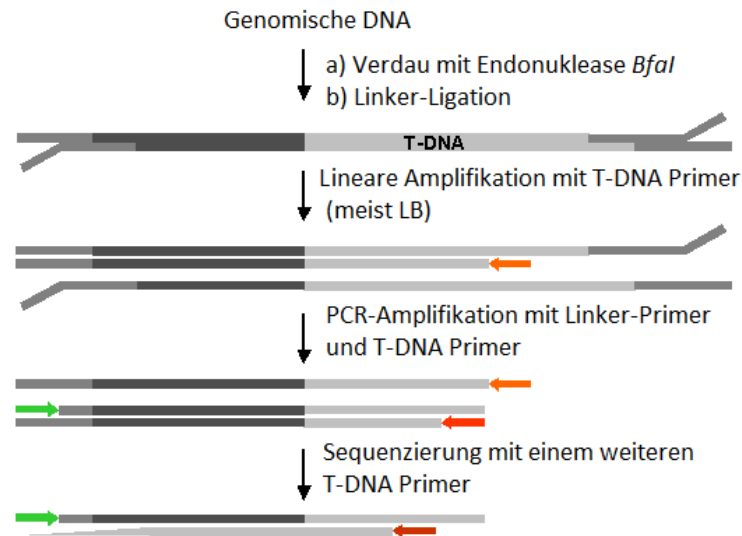 Genomische DNA
a) Verdau mit Endonuklease BfaI
b) Linker-Ligation
T-DNA
Lineare Amplifikation mit T-DNA Primer
(meist LB)
PCR-Amplifikation mit Linker-Primer
und T-DNA Primer
Sequenzierung mit einem weiteren
T-DNA Primer